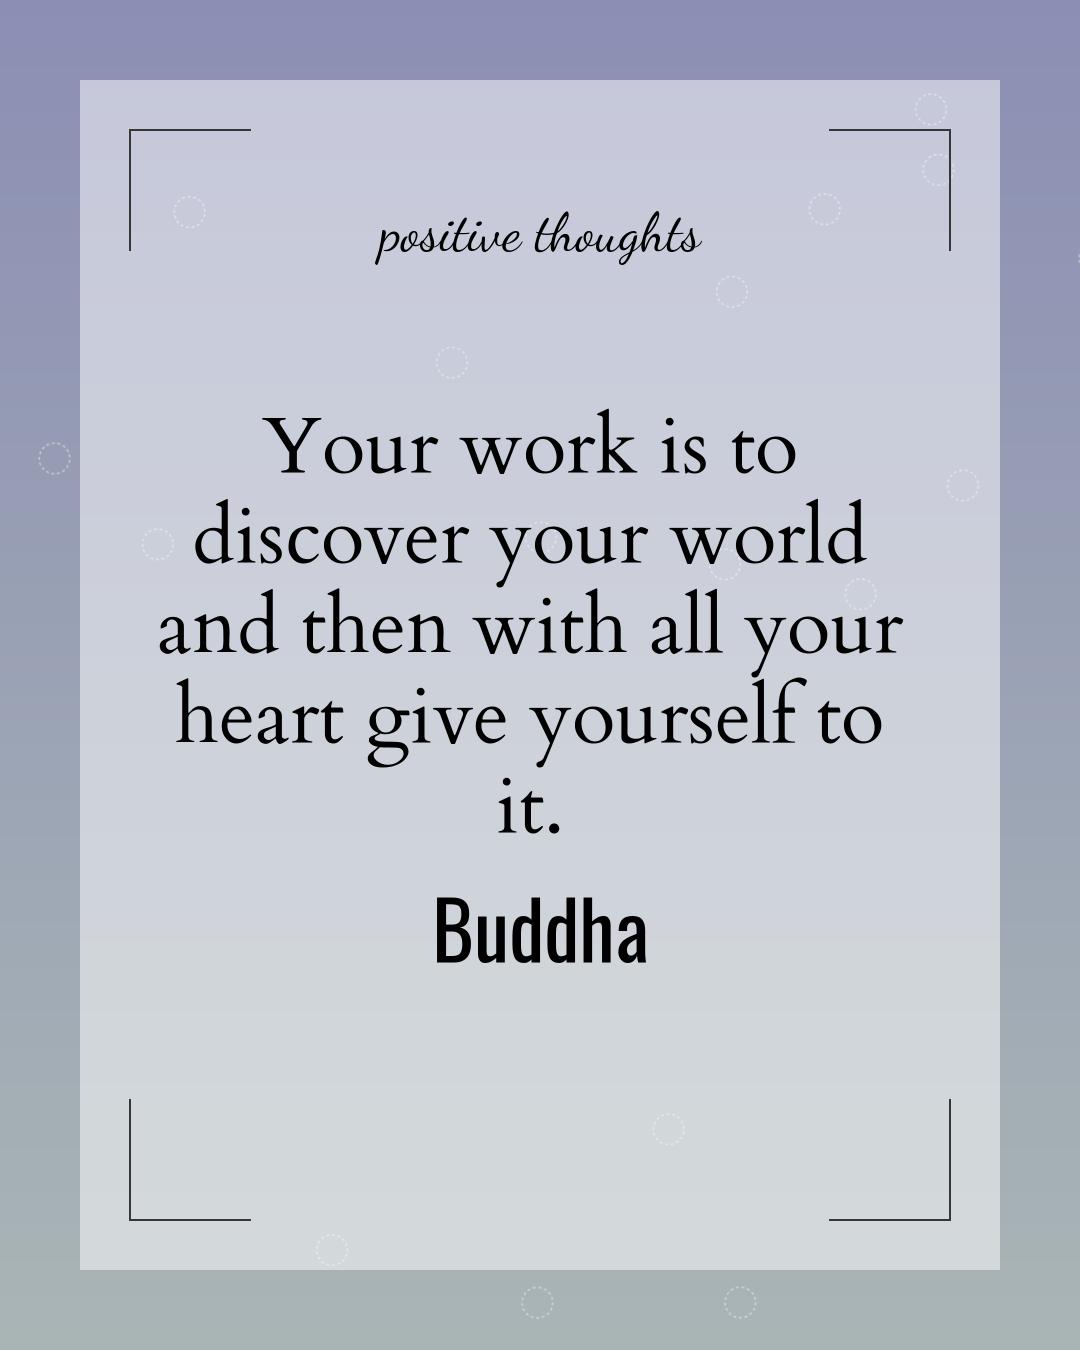 positive thoughts
Your work is to
discover your world
and then with all your
heart give yourself to
it.
Buddha